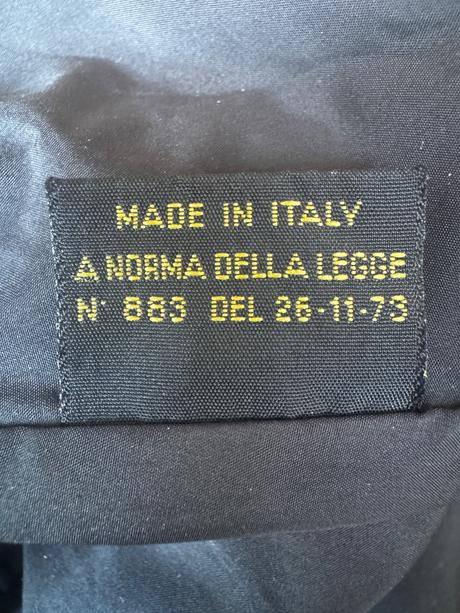 MADE IN ITALY
A NORMA DELLA LEGGE
N° 883 DEL 26-11-73